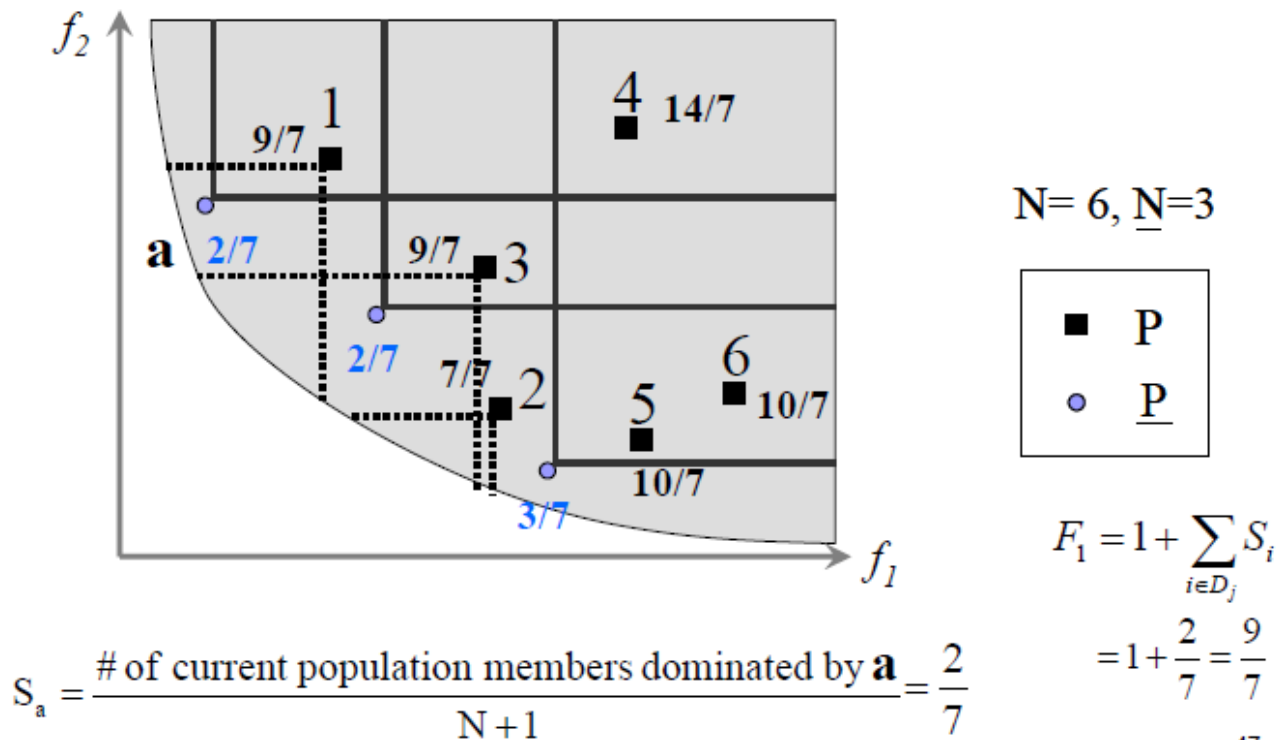 f₂
1
9/7
4
14/7
a
2/7
9/7
3
2/7
7/7
2
6
10/7
5
10/7
3/7
f₁
N= 6, N̲=3
P
P̲
F₁ = 1 + ∑ i∈Dⱼ Sᵢ
= 1 + 2/7 = 9/7
Sₐ = # of current population members dominated by a / N + 1 = 2/7